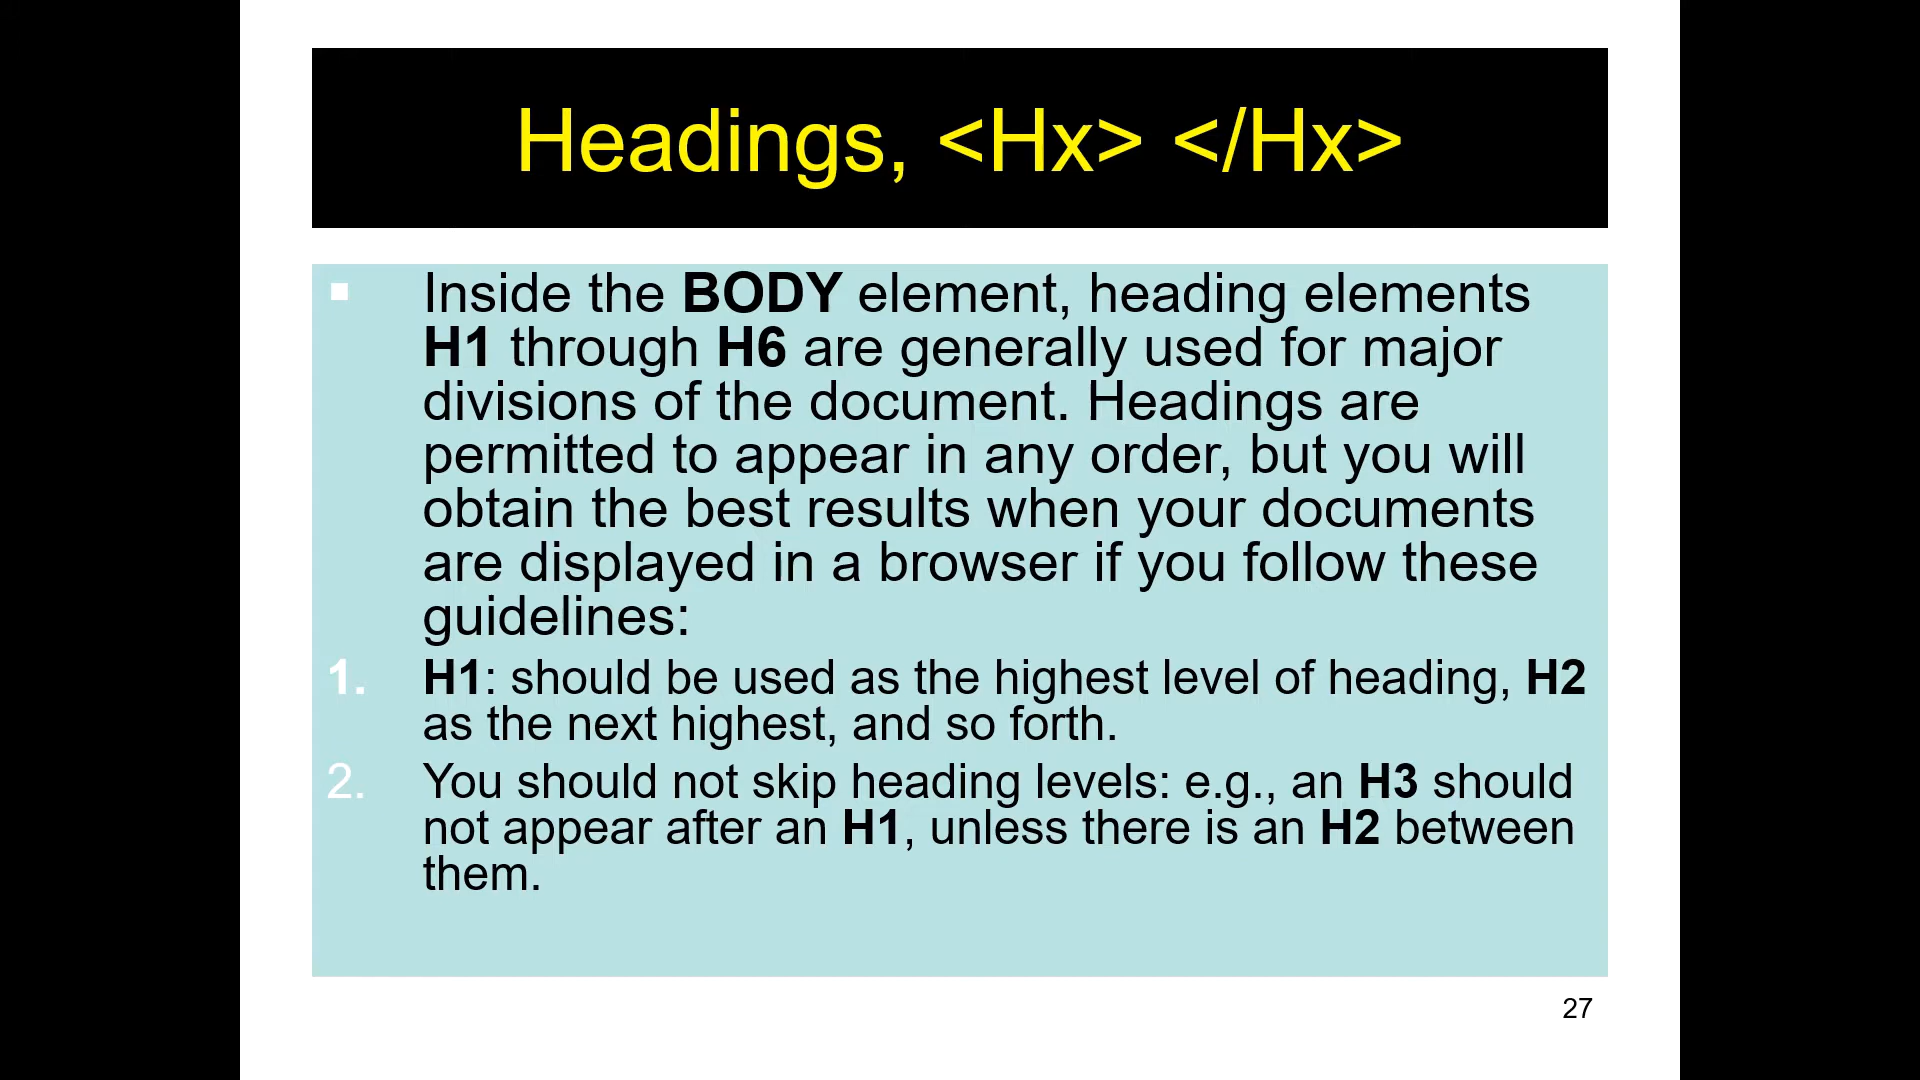 Headings, <Hx> </Hx>
▪ Inside the BODY element, heading elements
H1 through H6 are generally used for major
divisions of the document. Headings are
permitted to appear in any order, but you will
obtain the best results when your documents
are displayed in a browser if you follow these
guidelines:
1. H1: should be used as the highest level of heading, H2
as the next highest, and so forth.
2. You should not skip heading levels: e.g., an H3 should
not appear after an H1, unless there is an H2 between
them.
27